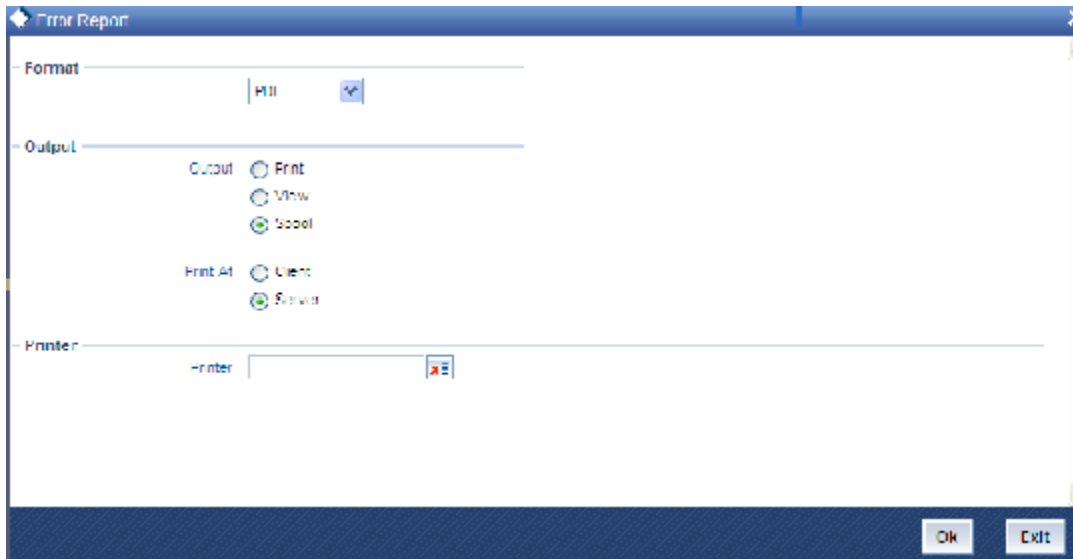 Error Report
Format
PDF
Output
Output Print
View
Spool
Print At Client
Server
Printer
Printer
Ok Exit